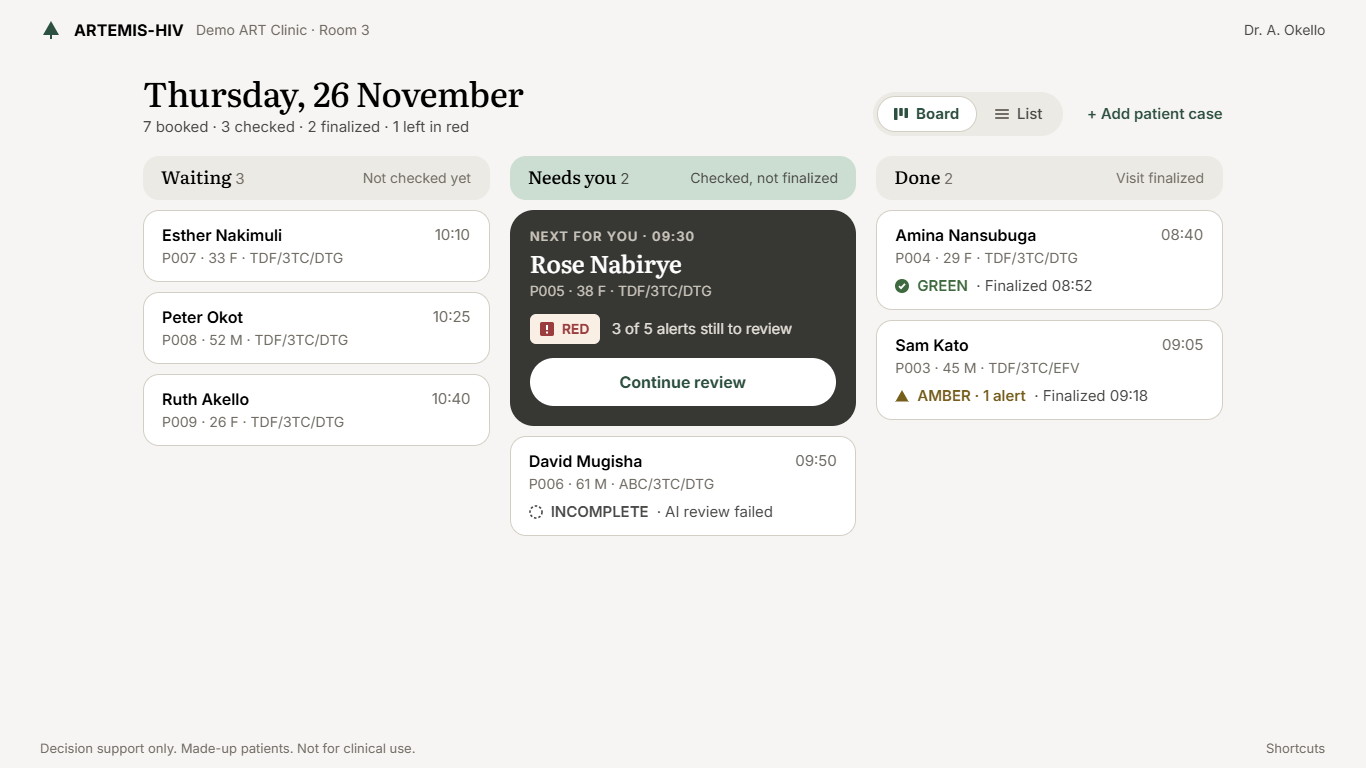 ARTEMIS-HIV Demo ART Clinic · Room 3
Dr. A. Okello
Thursday, 26 November
7 booked · 3 checked · 2 finalized · 1 left in red
Board
List
+ Add patient case
Waiting 3
Not checked yet
Esther Nakimuli
10:10
P007 · 33 F · TDF/3TC/DTG
Peter Okot
10:25
P008 · 52 M · TDF/3TC/DTG
Ruth Akello
10:40
P009 · 26 F · TDF/3TC/DTG
Needs you 2
Checked, not finalized
NEXT FOR YOU · 09:30
Rose Nabirye
P005 · 38 F · TDF/3TC/DTG
RED
3 of 5 alerts still to review
Continue review
David Mugisha
09:50
P006 · 61 M · ABC/3TC/DTG
INCOMPLETE · AI review failed
Done 2
Visit finalized
Amina Nansubuga
08:40
P004 · 29 F · TDF/3TC/DTG
GREEN · Finalized 08:52
Sam Kato
09:05
P003 · 45 M · TDF/3TC/EFV
AMBER · 1 alert · Finalized 09:18
Decision support only. Made-up patients. Not for clinical use.
Shortcuts